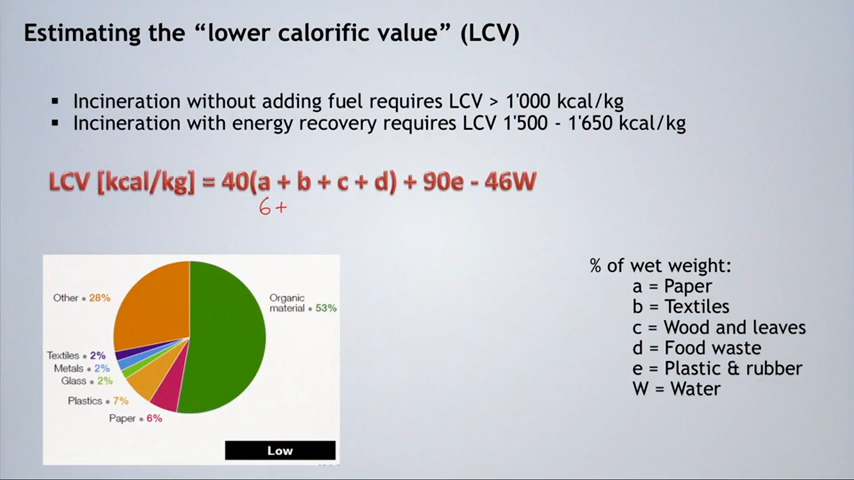 Estimating the “lower calorific value” (LCV)
▪ Incineration without adding fuel requires LCV > 1'000 kcal/kg
▪ Incineration with energy recovery requires LCV 1'500 - 1'650 kcal/kg
LCV [kcal/kg] = 40(a + b + c + d) + 90e - 46W
6+
Other • 28%
Organic
material • 53%
Textiles • 2%
Metals • 2%
Glass • 2%
Plastics • 7%
Paper • 6%
Low
% of wet weight:
a = Paper
b = Textiles
c = Wood and leaves
d = Food waste
e = Plastic & rubber
W = Water